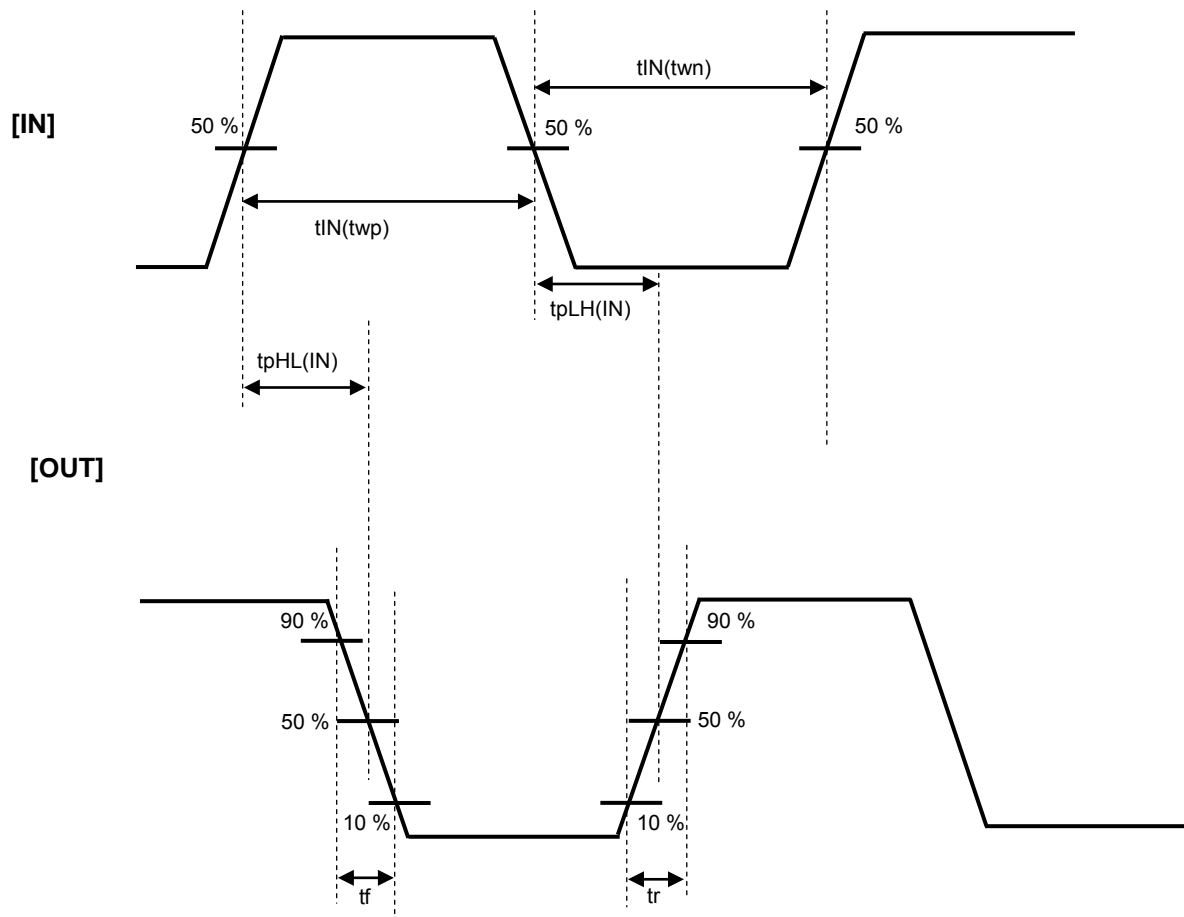 tIN(twn)
[IN]
50 %
50 %
50 %
tIN(twp)
tpLH(IN)
tpHL(IN)
[OUT]
90 %
90 %
50 %
50 %
10 %
10 %
tf
tr